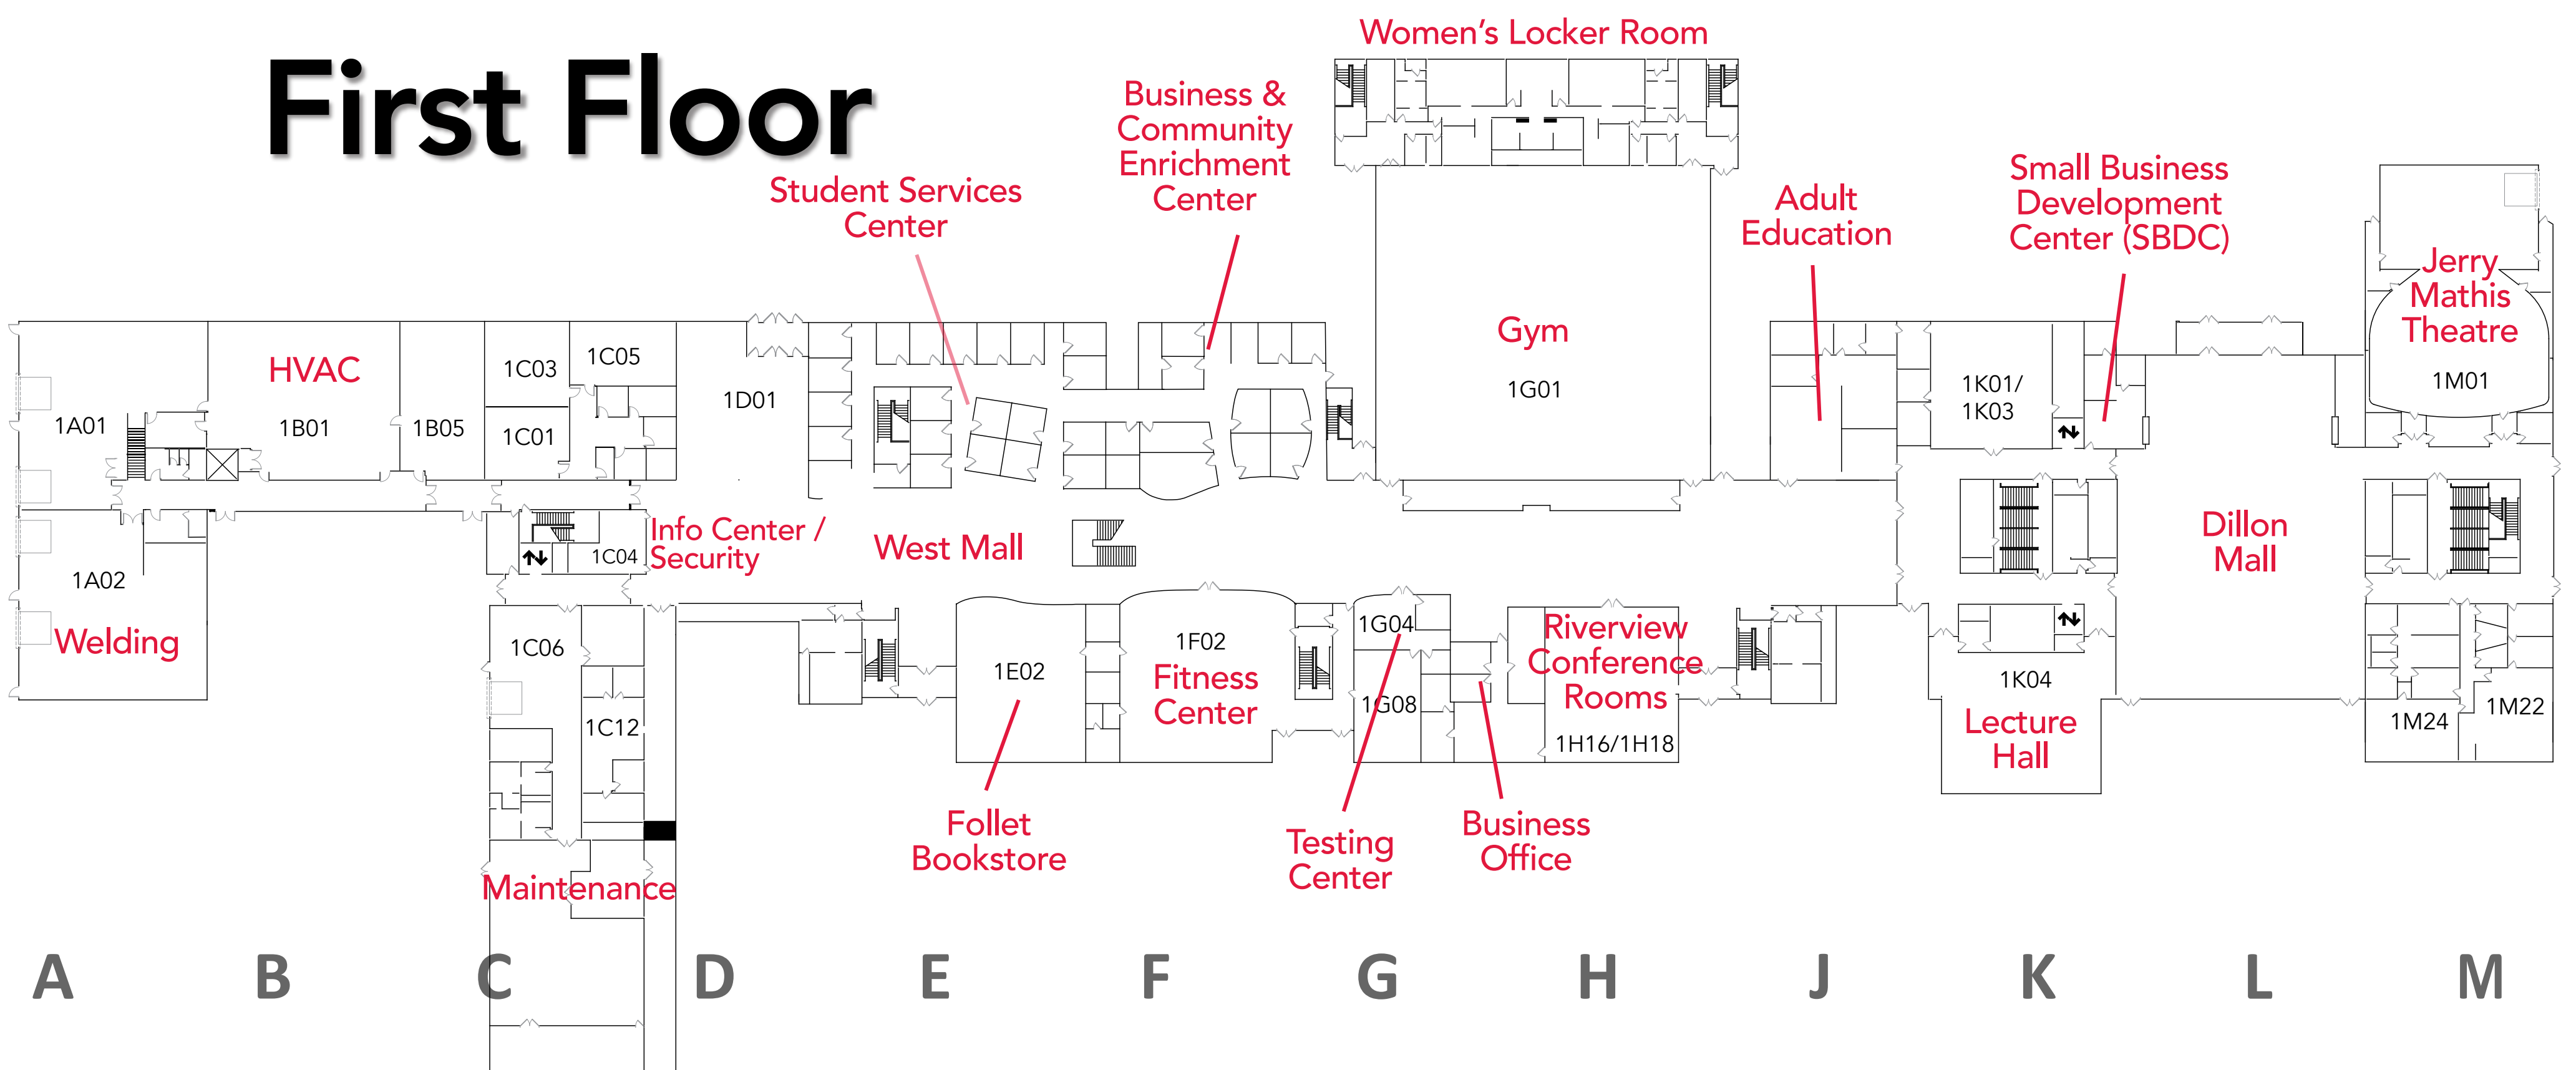 First Floor
Women's Locker Room
Business &
Community
Enrichment
Center
Student Services
Center
Adult
Education
Small Business
Development
Center (SBDC)
Jerry
Mathis
Theatre
1M01
Gym
1G01
HVAC
1A01
1B01
1B05
1C03
1C01
1C05
1D01
1K01/
1K03
Info Center /
Security
1C04
West Mall
Dillon
Mall
1A02
Welding
1C06
1C12
1E02
1F02
Fitness
Center
1G04
1G08
Riverview
Conference
Rooms
1H16/1H18
1K04
Lecture
Hall
1M24
1M22
Follet
Bookstore
Testing
Center
Business
Office
Maintenance
A B C D E F G H J K L M